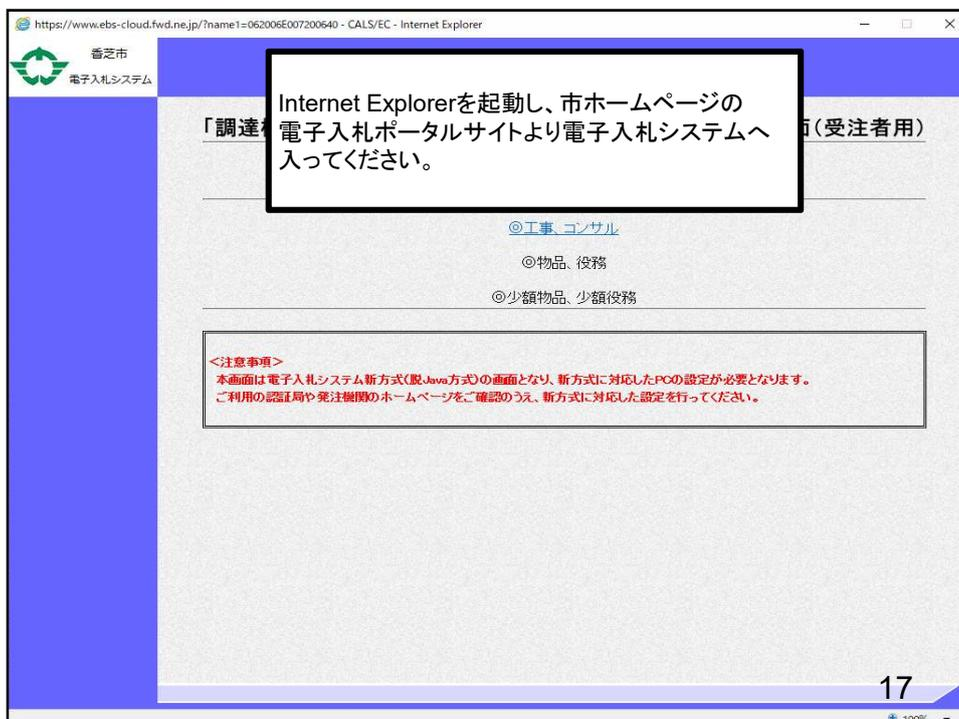 https://www.ebs-cloud.fwd.ne.jp/?name1=062006E007200640 - CALS/EC - Internet Explorer
香芝市
電子入札システム
Internet Explorerを起動し、市ホームページの
電子入札ポータルサイトより電子入札システムへ
入ってください。
「調達 (受注者用)
◎工事、コンサル
◎物品、役務
◎少額物品、少額役務
＜注意事項＞
本画面は電子入札システム新方式(脱Java方式)の画面となり、新方式に対応したPCの設定が必要となります。
ご利用の認証局や発注機関のホームページをご確認のうえ、新方式に対応した設定を行ってください。
17
100%